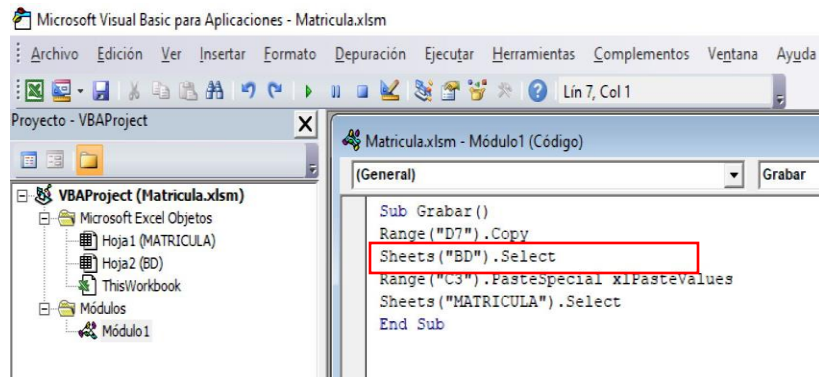 Microsoft Visual Basic para Aplicaciones - Matricula.xlsm
Archivo Edición Ver Insertar Formato Depuración Ejecutar Herramientas Complementos Ventana Ayuda
Lín 7, Col 1
Proyecto - VBAProject
VBAProject (Matricula.xlsm)
Microsoft Excel Objetos
Hoja1 (MATRICULA)
Hoja2 (BD)
ThisWorkbook
Módulos
Módulo1
Matricula.xlsm - Módulo1 (Código)
(General) Grabar
Sub Grabar()
Range("D7").Copy
Sheets("BD").Select
Range("C3").PasteSpecial xlPasteValues
Sheets("MATRICULA").Select
End Sub